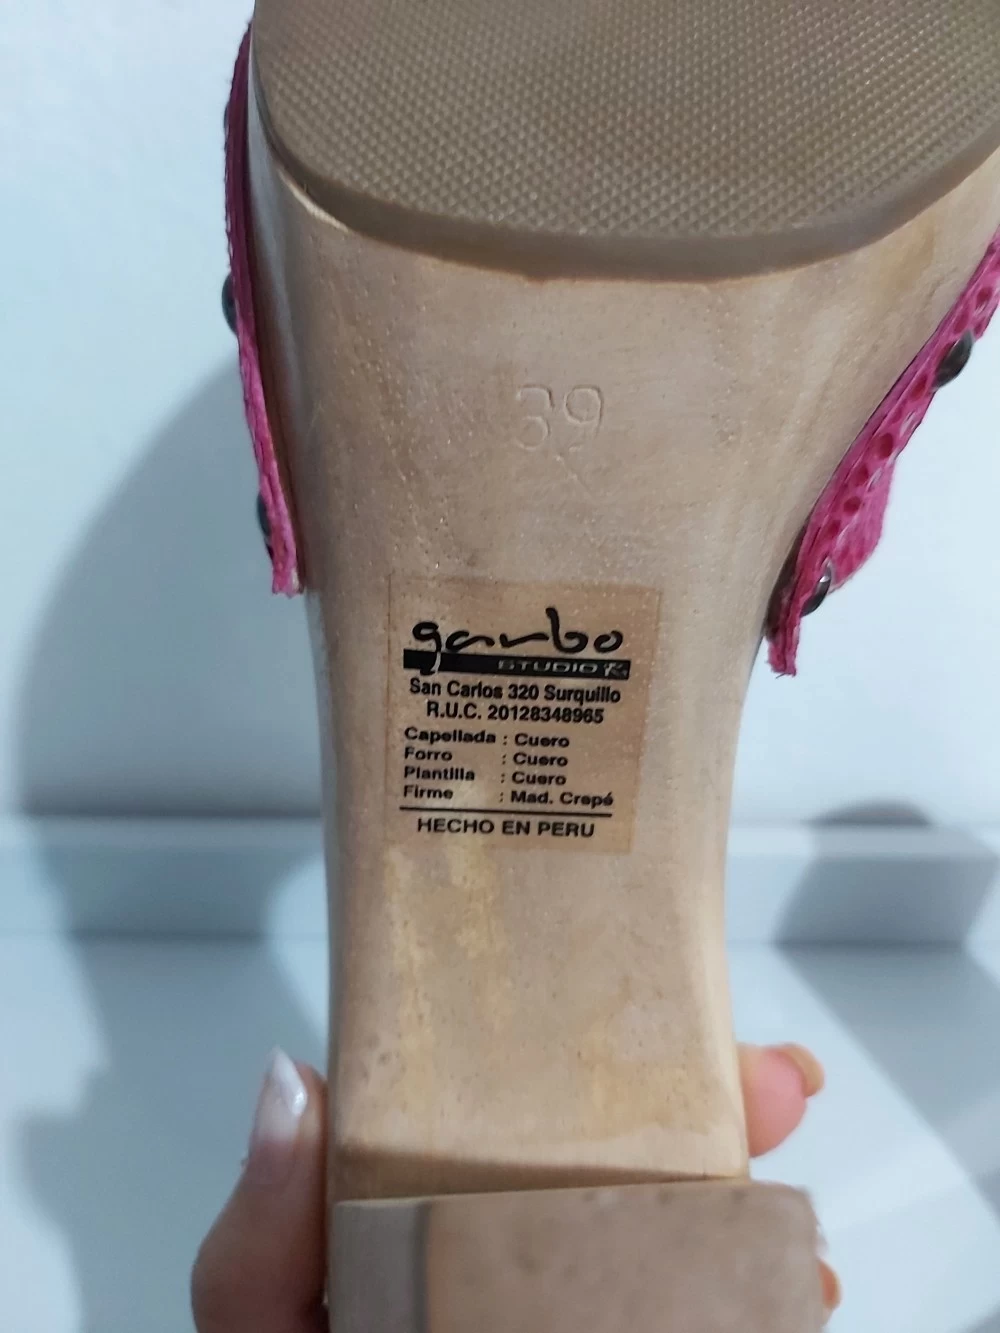 39
garbo
STUDIO
San Carlos 320 Surquillo
R.U.C. 20128348965
Capellada : Cuero
Forro : Cuero
Plantilla : Cuero
Firme : Mad. Crepé
HECHO EN PERU